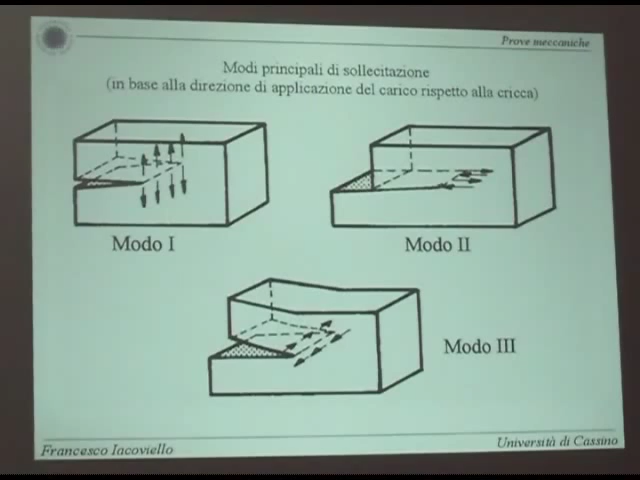 Prove meccaniche
Modi principali di sollecitazione
(in base alla direzione di applicazione del carico rispetto alla cricca)
Modo I
Modo II
Modo III
Francesco Iacoviello
Università di Cassino